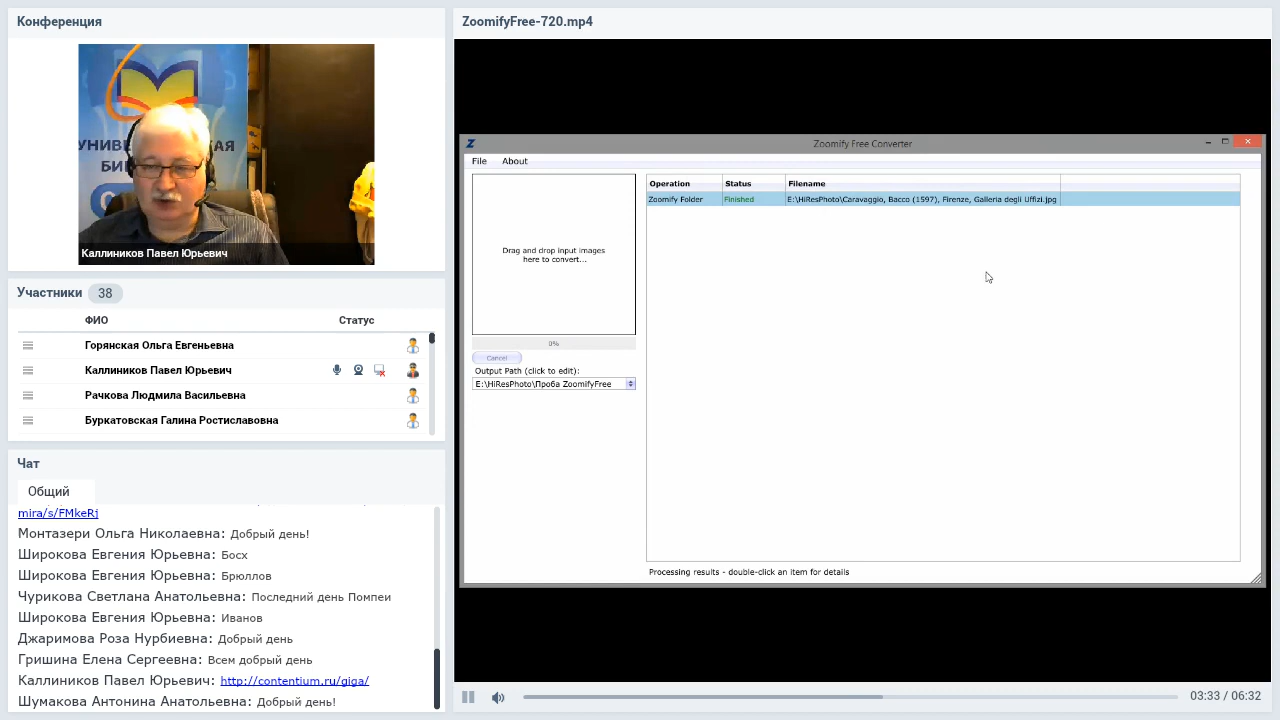 Конференция
Каллиников Павел Юрьевич
Участники 38
ФИО Статус
Горянская Ольга Евгеньевна
Каллиников Павел Юрьевич
Рачкова Людмила Васильевна
Буркатовская Галина Ростиславовна
Чат
Общий
mira/s/FMkeRj
Монтазери Ольга Николаевна: Добрый день!
Широкова Евгения Юрьевна: Босх
Широкова Евгения Юрьевна: Брюллов
Чурикова Светлана Анатольевна: Последний день Помпеи
Широкова Евгения Юрьевна: Иванов
Джаримова Роза Нурбиевна: Добрый день
Гришина Елена Сергеевна: Всем добрый день
Каллиников Павел Юрьевич: http://contentium.ru/giga/
Шумакова Антонина Анатольевна: Добрый день!
ZoomifyFree-720.mp4
Zoomify Free Converter
File About
Drag and drop input images
here to convert...
0%
Cancel
Output Path (click to edit):
E:\HiResPhoto\Проба ZoomifyFree
Operation Status Filename
Zoomify Folder Finished E:\HiResPhoto\Caravaggio, Bacco (1597), Firenze, Galleria degli Uffizi.jpg
Processing results - double-click an item for details
03:33 / 06:32